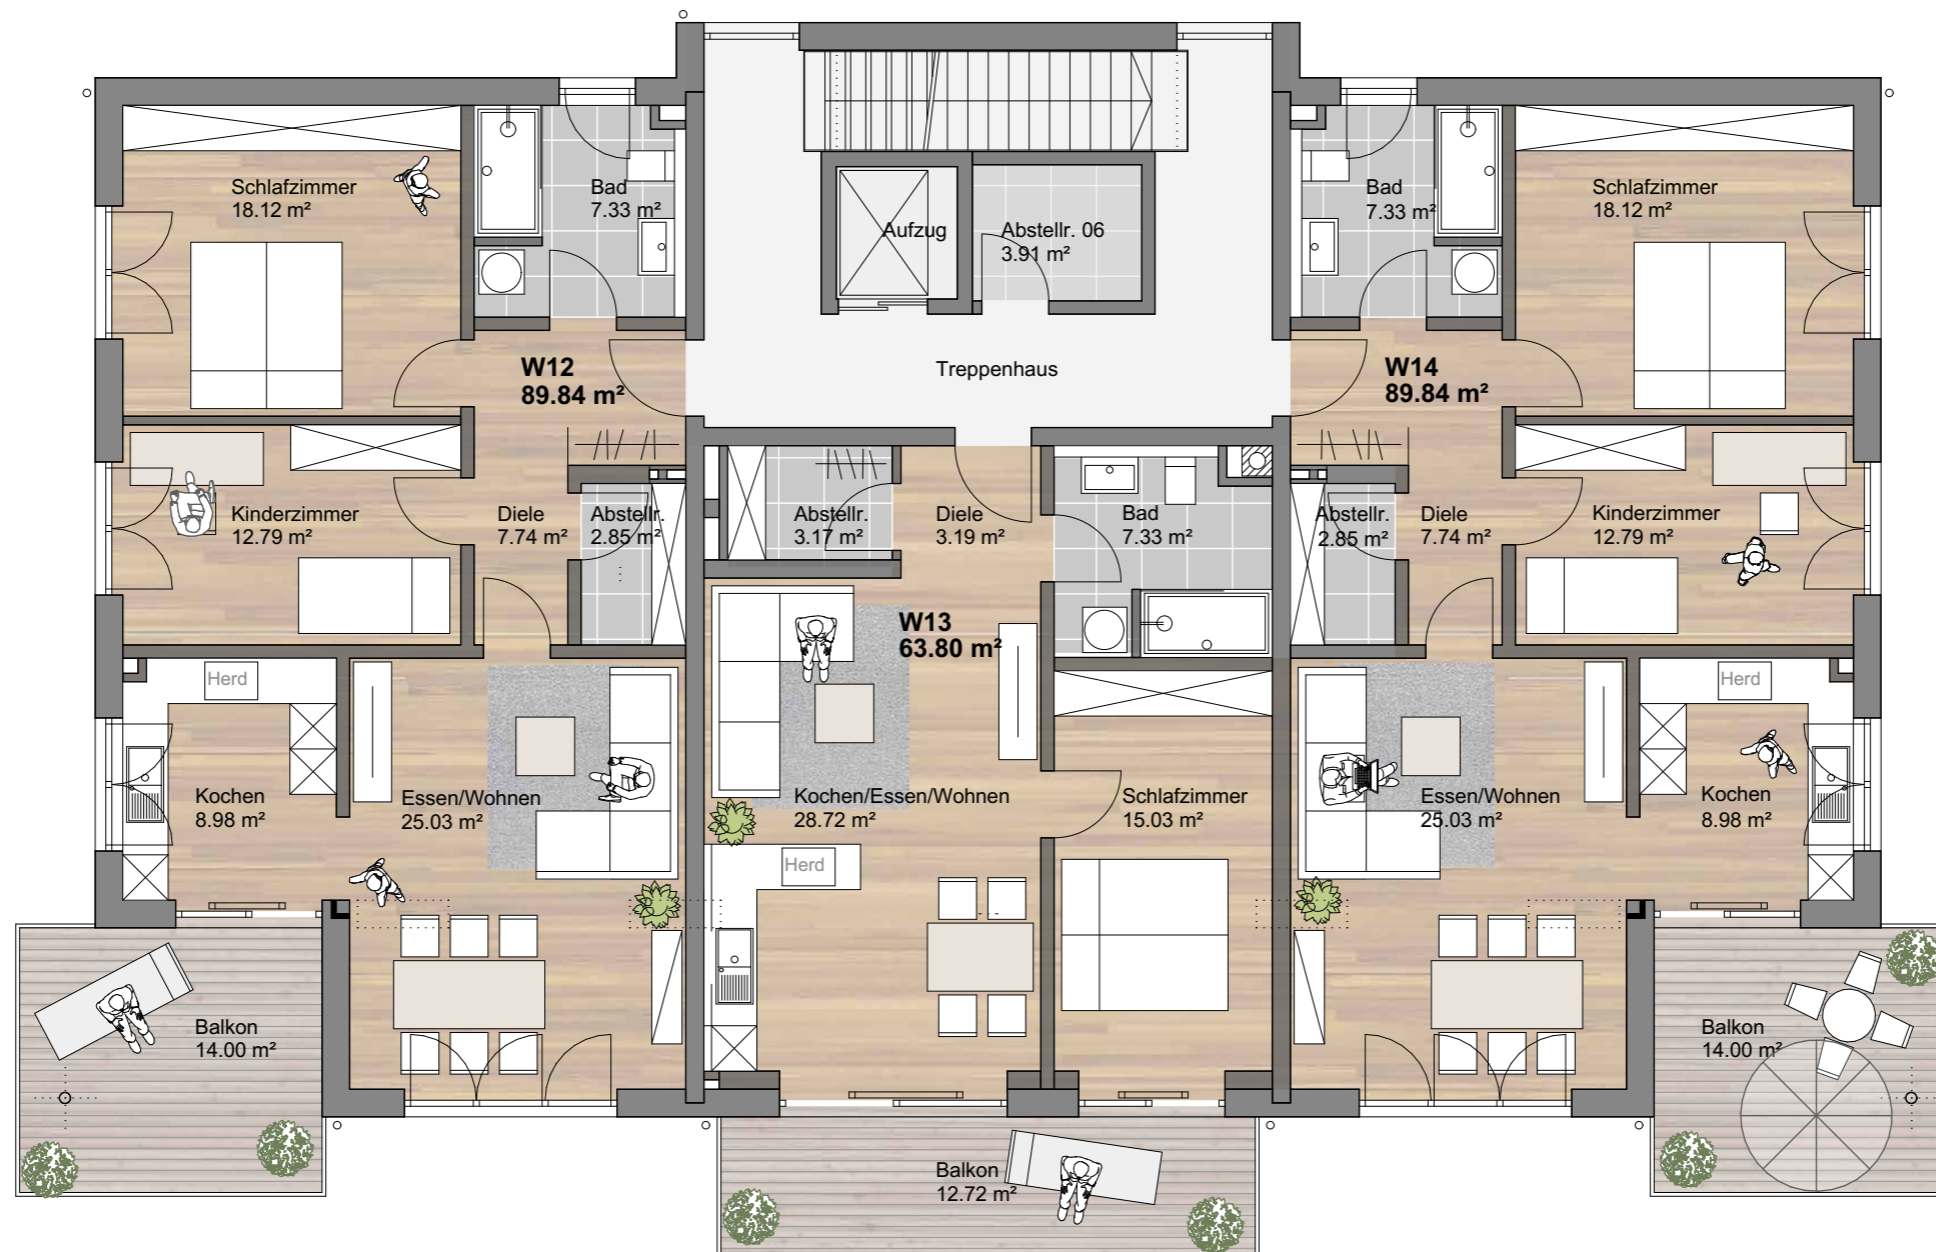 Schlafzimmer
18.12 m²
Bad
7.33 m²
Aufzug
Abstellr. 06
3.91 m²
Bad
7.33 m²
Schlafzimmer
18.12 m²
W12
89.84 m²
Treppenhaus
W14
89.84 m²
Kinderzimmer
12.79 m²
Diele
7.74 m²
Abstellr.
2.85 m²
Abstellr.
3.17 m²
Diele
3.19 m²
Bad
7.33 m²
Abstellr.
2.85 m²
Diele
7.74 m²
Kinderzimmer
12.79 m²
W13
63.80 m²
Herd
Herd
Kochen
8.98 m²
Essen/Wohnen
25.03 m²
Kochen/Essen/Wohnen
28.72 m²
Schlafzimmer
15.03 m²
Essen/Wohnen
25.03 m²
Kochen
8.98 m²
Herd
Balkon
14.00 m²
Balkon
14.00 m²
Balkon
12.72 m²